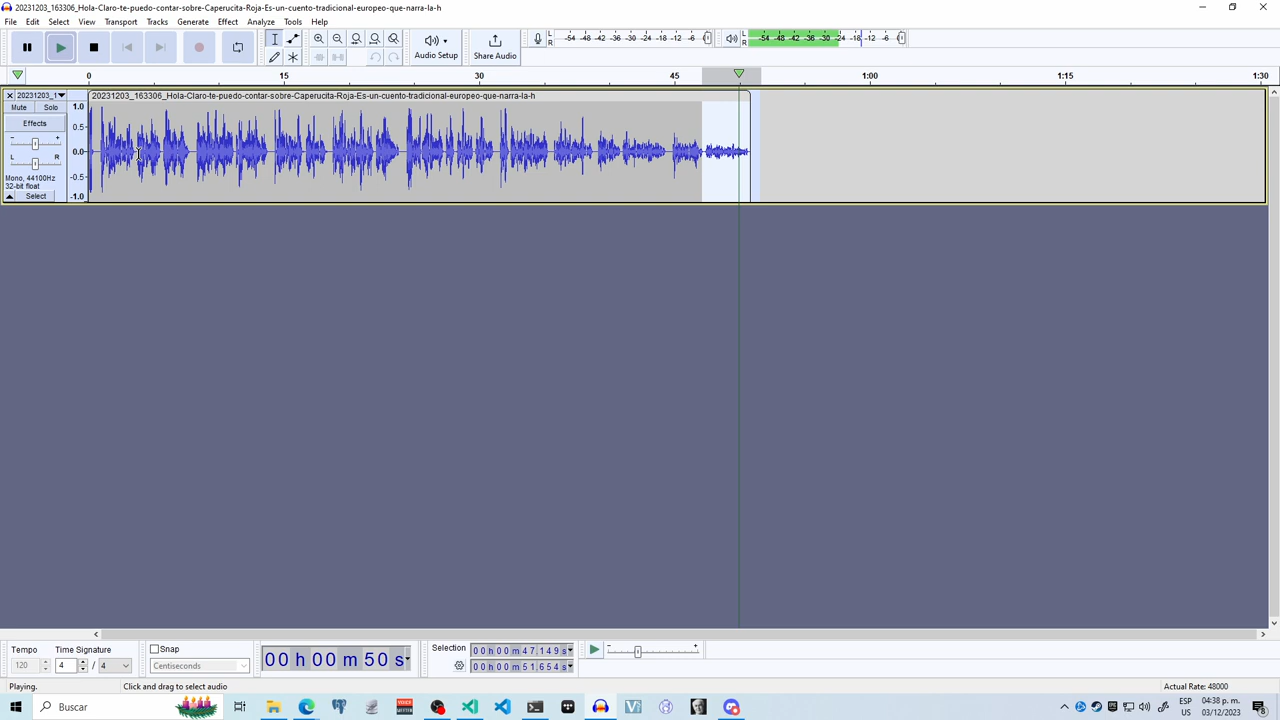 20231203_163306_Hola-Claro-te-puedo-contar-sobre-Caperucita-Roja-Es-un-cuento-tradicional-europeo-que-narra-la-h
File Edit Select View Transport Tracks Generate Effect Analyze Tools Help
L R -54 -48 -42 -36 -30 -24 -18 -12 -6
L R -54 -48 -42 -36 -30 -24 -18 -12 -6
Audio Setup
Share Audio
0 15 30 45 1:00 1:15 1:30
20231203_1
20231203_163306_Hola-Claro-te-puedo-contar-sobre-Caperucita-Roja-Es-un-cuento-tradicional-europeo-que-narra-la-h
Mute Solo
Effects
- +
L R
Mono, 44100Hz
32-bit float
Select
1.0
0.5
0.0
-0.5
-1.0
Tempo Time Signature
120 4 / 4
Snap
Centiseconds
00 h 00 m 50 s
Selection
00 h 00 m 47.149 s
00 h 00 m 51.654 s
- +
Playing. Click and drag to select audio Actual Rate: 48000
Buscar
ESP
US
04:38 p. m.
03/12/2023